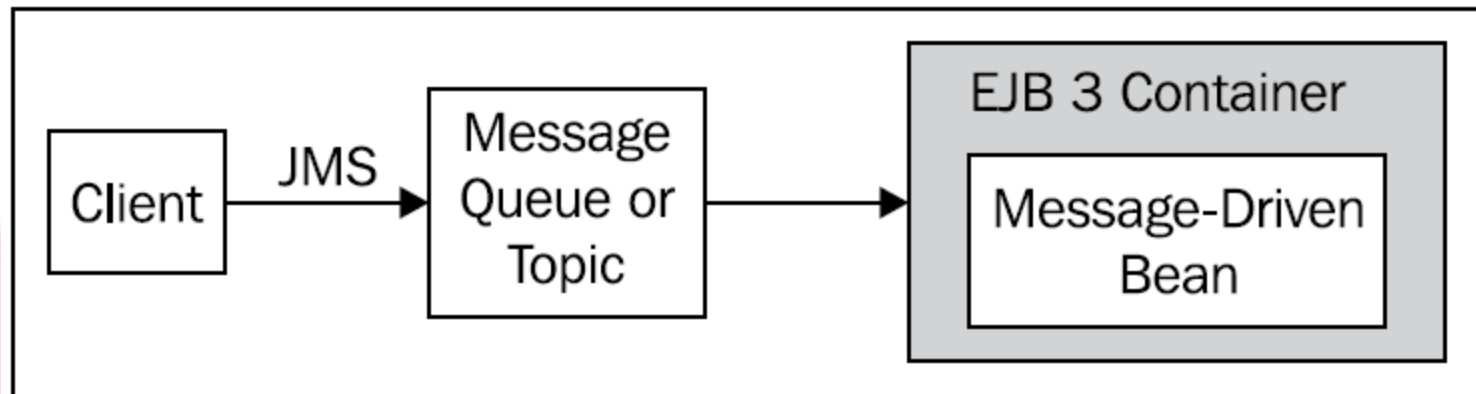 Client
JMS
Message
Queue or
Topic
EJB 3 Container
Message-Driven
Bean